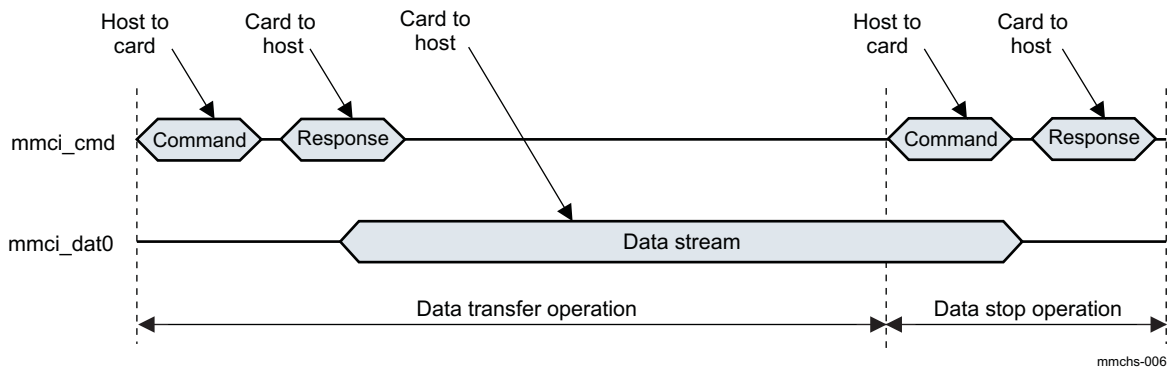 Host to
card
Card to
host
Card to
host
Host to
card
Card to
host
mmci_cmd
Command
Response
Command
Response
mmci_dat0
Data stream
Data transfer operation
Data stop operation
mmchs-006